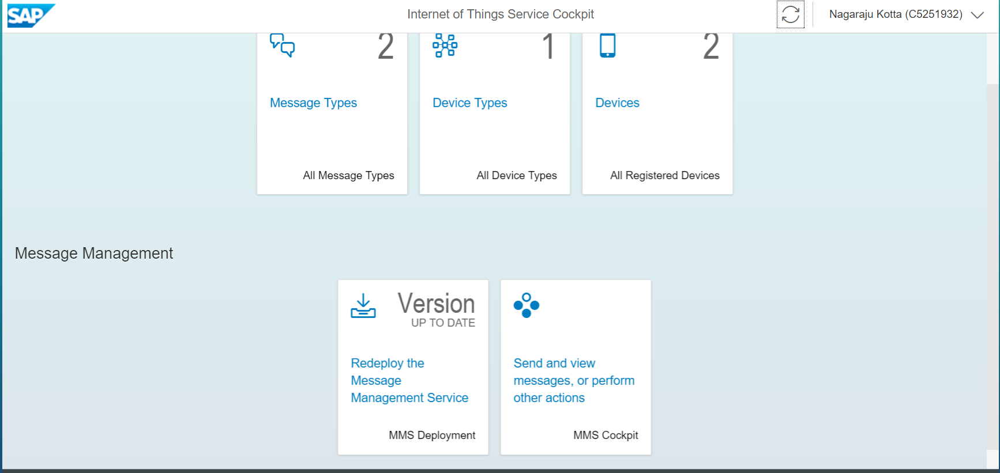 SAP
Internet of Things Service Cockpit
Nagaraju Kotta (C5251932)
2
1
2
Message Types
Device Types
Devices
All Message Types
All Device Types
All Registered Devices
Message Management
Version
UP TO DATE
Redeploy the
Message
Management Service
MMS Deployment
Send and view
messages, or perform
other actions
MMS Cockpit